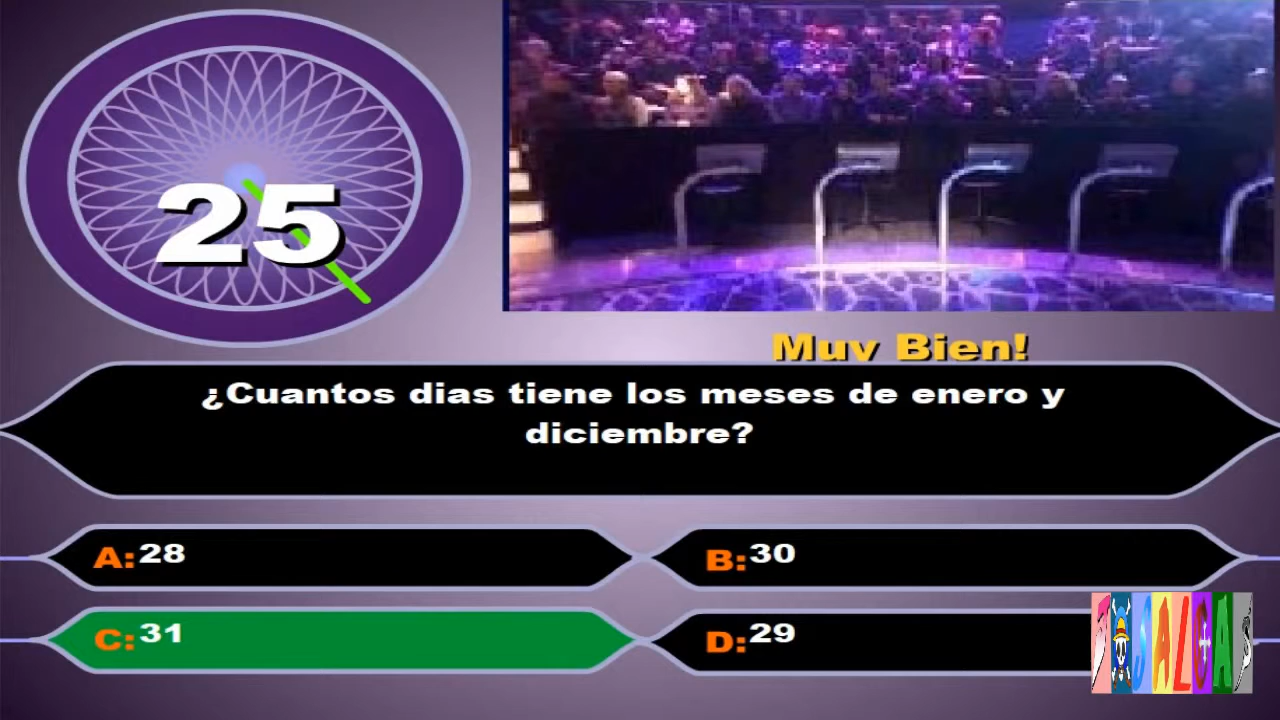 25
Muy Bien!
¿Cuantos dias tiene los meses de enero y
diciembre?
A: 28
B: 30
C: 31
D: 29